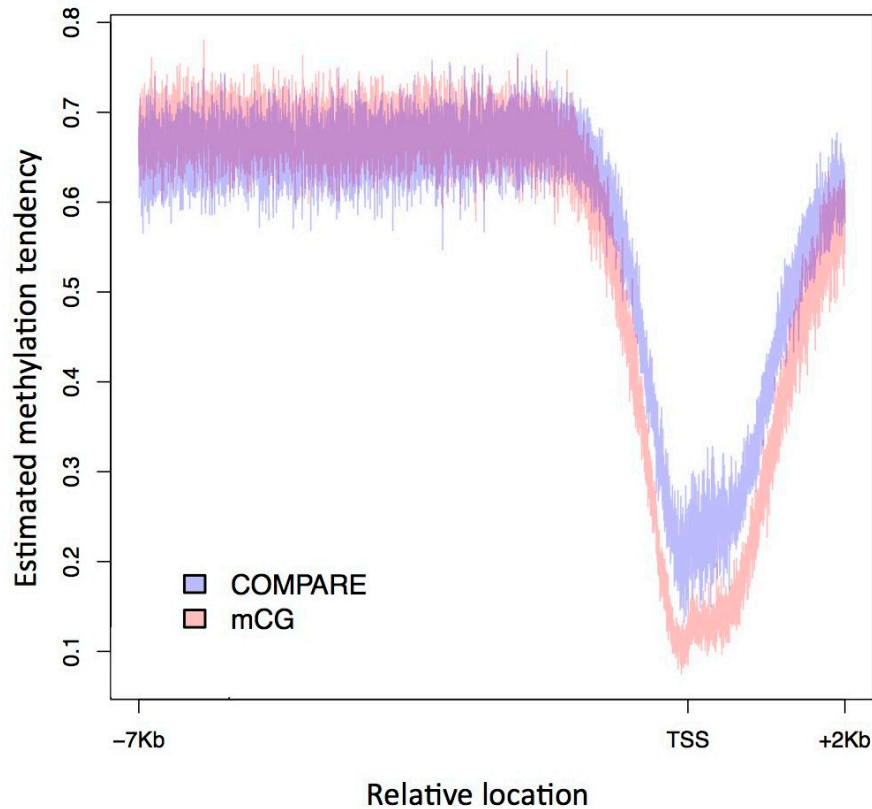 Estimated methylation tendency
0.8
0.7
0.6
0.5
0.4
0.3
0.2
0.1
COMPARE
mCG
−7Kb TSS +2Kb
Relative location